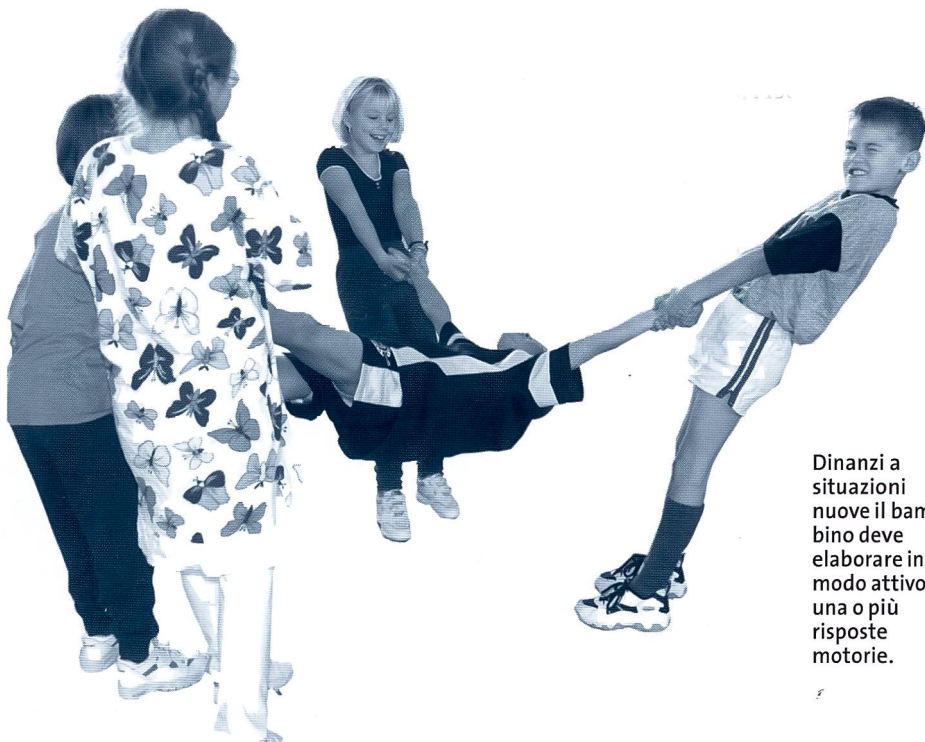 Dinanzi a
situazioni
nuove il bam
bino deve
elaborare in
modo attivo
una o più
risposte
motorie.